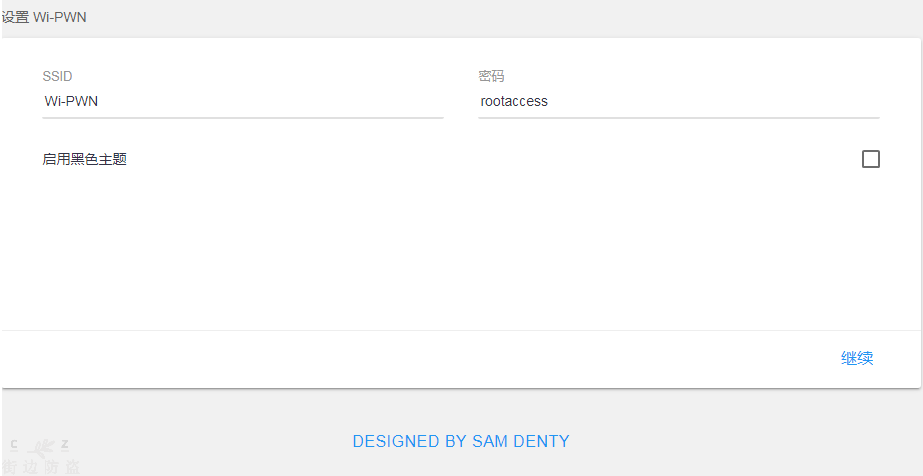 设置 Wi-PWN
SSID
密码
Wi-PWN
rootaccess
启用黑色主题
继续
DESIGNED BY SAM DENTY
C Z
街边防盗